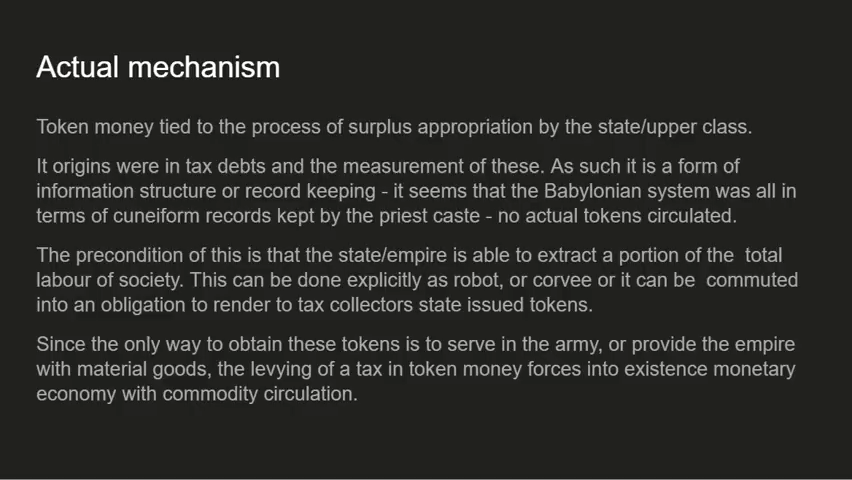 Actual mechanism
Token money tied to the process of surplus appropriation by the state/upper class.
It origins were in tax debts and the measurement of these. As such it is a form of
information structure or record keeping - it seems that the Babylonian system was all in
terms of cuneiform records kept by the priest caste - no actual tokens circulated.
The precondition of this is that the state/empire is able to extract a portion of the  total
labour of society. This can be done explicitly as robot, or corvee or it can be  commuted
into an obligation to render to tax collectors state issued tokens.
Since the only way to obtain these tokens is to serve in the army, or provide the empire
with material goods, the levying of a tax in token money forces into existence monetary
economy with commodity circulation.